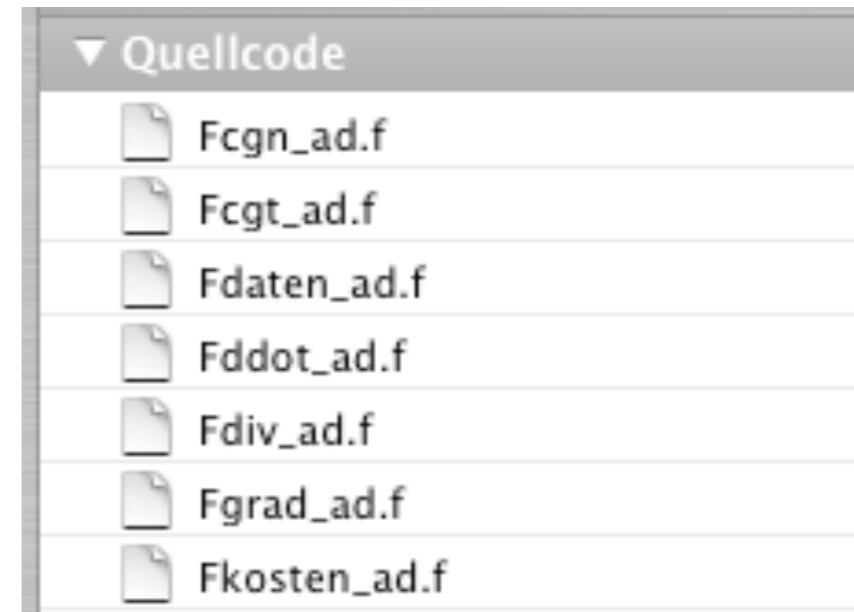 Quellcode
Fcgn_ad.f
Fcgt_ad.f
Fdaten_ad.f
Fddot_ad.f
Fdiv_ad.f
Fgrad_ad.f
Fkosten_ad.f